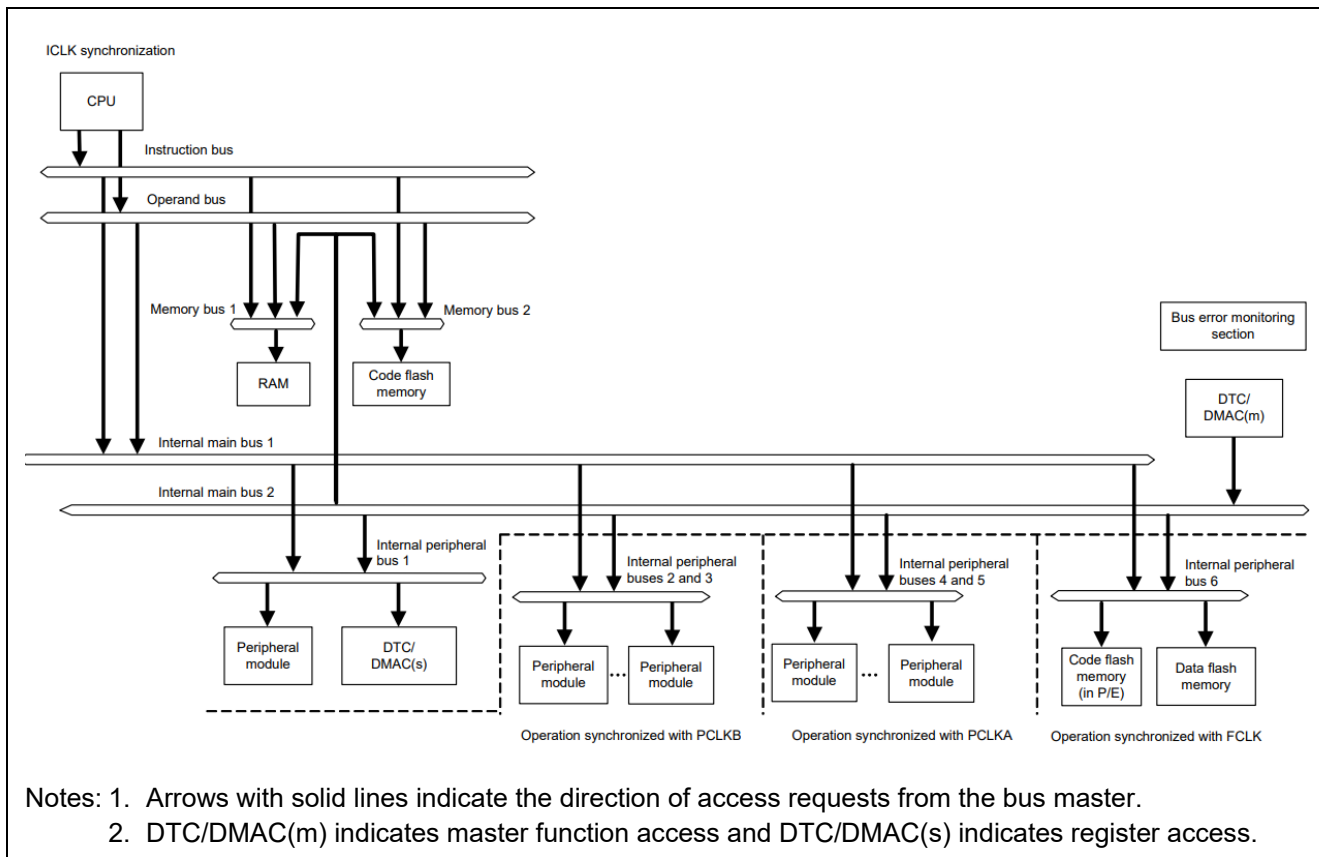 ICLK synchronization
CPU
Instruction bus
Operand bus
Memory bus 1
Memory bus 2
Bus error monitoring
section
RAM
Code flash
memory
DTC/
DMAC(m)
Internal main bus 1
Internal main bus 2
Internal peripheral
bus 1
Internal peripheral
buses 2 and 3
Internal peripheral
buses 4 and 5
Internal peripheral
bus 6
Peripheral
module
DTC/
DMAC(s)
Peripheral
module
...
Peripheral
module
Peripheral
module
...
Peripheral
module
Code flash
memory
(in P/E)
Data flash
memory
Operation synchronized with PCLKB
Operation synchronized with PCLKA
Operation synchronized with FCLK
Notes: 1. Arrows with solid lines indicate the direction of access requests from the bus master.
2. DTC/DMAC(m) indicates master function access and DTC/DMAC(s) indicates register access.